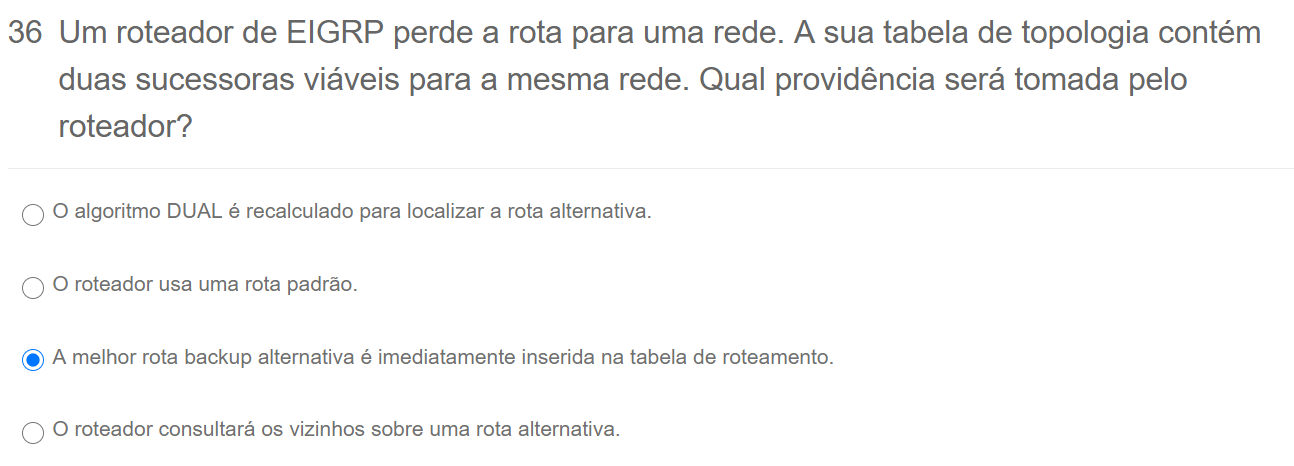 36 Um roteador de EIGRP perde a rota para uma rede. A sua tabela de topologia contém
duas sucessoras viáveis para a mesma rede. Qual providência será tomada pelo
roteador?
O algoritmo DUAL é recalculado para localizar a rota alternativa.
O roteador usa uma rota padrão.
A melhor rota backup alternativa é imediatamente inserida na tabela de roteamento.
O roteador consultará os vizinhos sobre uma rota alternativa.